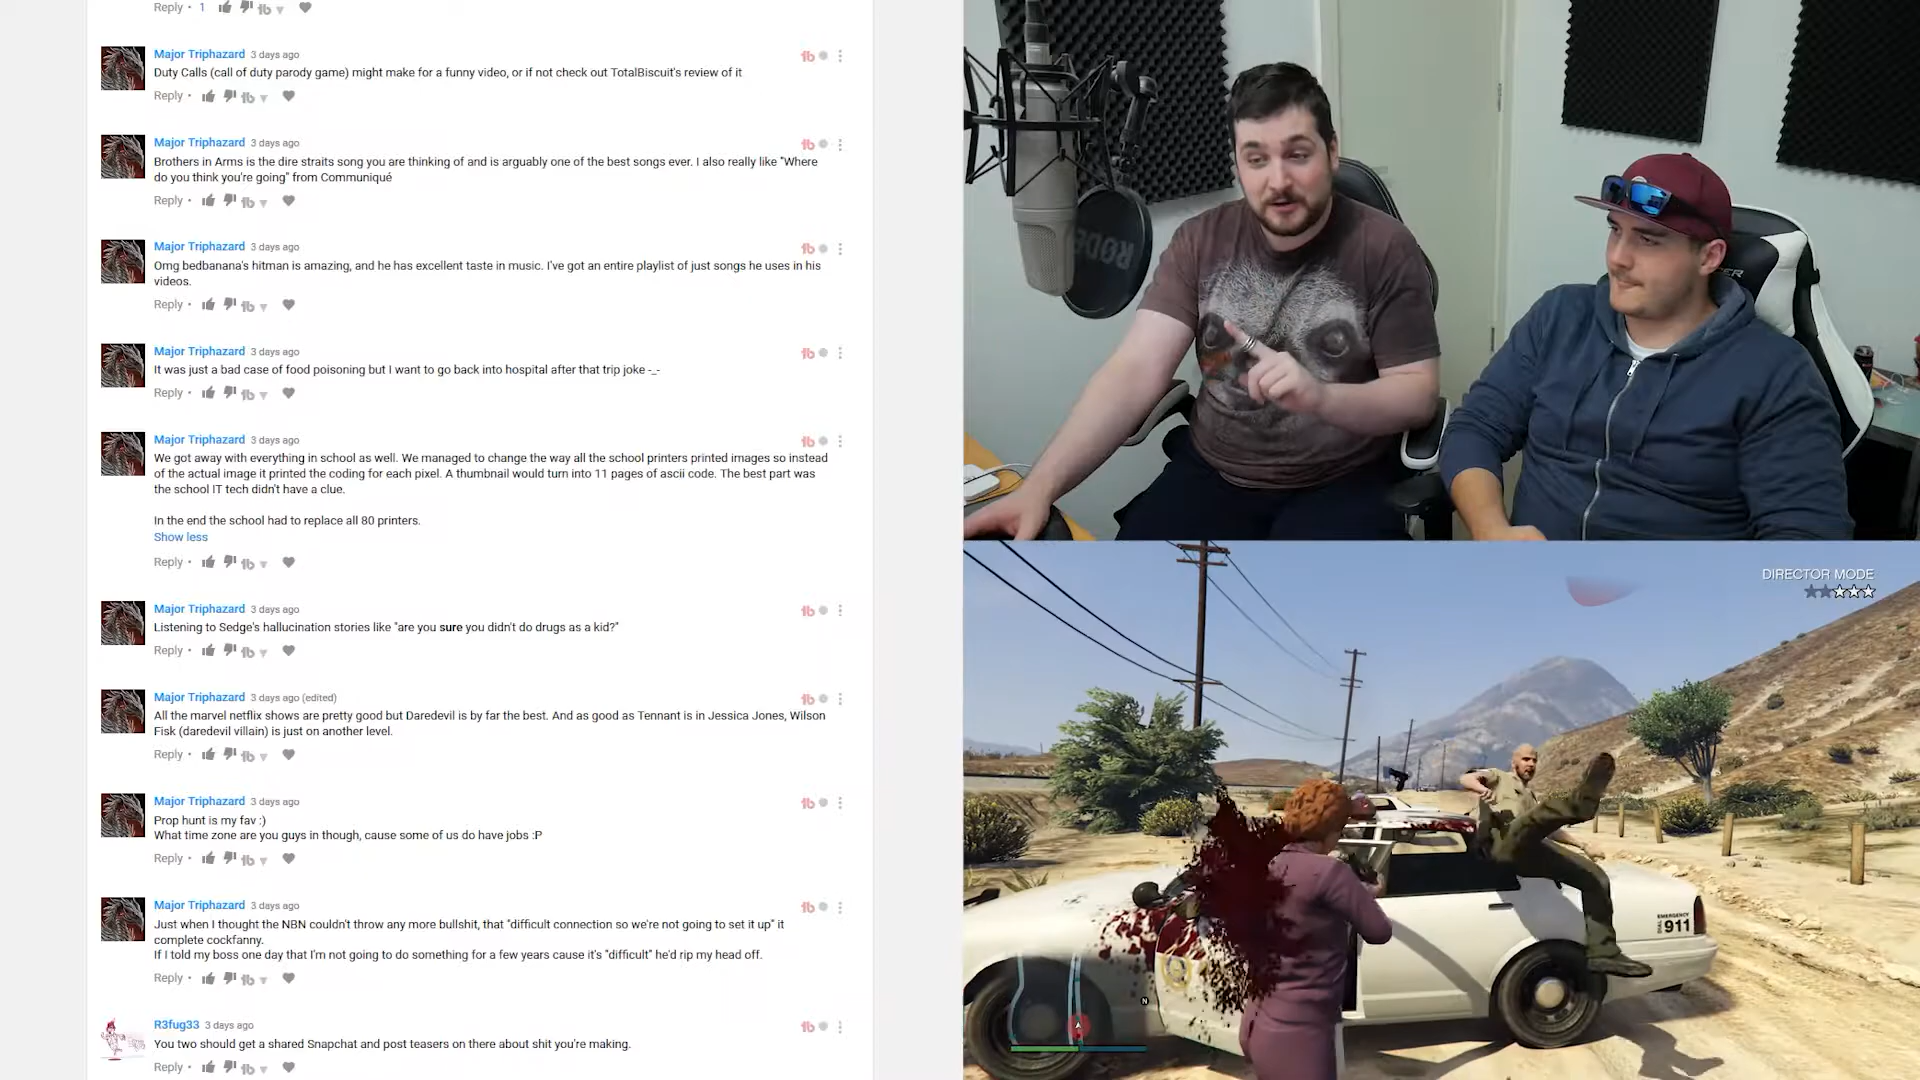 Reply • 1
Major Triphazard 3 days ago
Duty Calls (call of duty parody game) might make for a funny video, or if not check out TotalBiscuit's review of it
Reply •
Major Triphazard 3 days ago
Brothers in Arms is the dire straits song you are thinking of and is arguably one of the best songs ever. I also really like "Where
do you think you're going" from Communiqué
Reply •
Major Triphazard 3 days ago
Omg bedbanana's hitman is amazing, and he has excellent taste in music. I've got an entire playlist of just songs he uses in his
videos.
Reply •
Major Triphazard 3 days ago
It was just a bad case of food poisoning but I want to go back into hospital after that trip joke -_-
Reply •
Major Triphazard 3 days ago
We got away with everything in school as well. We managed to change the way all the school printers printed images so instead
of the actual image it printed the coding for each pixel. A thumbnail would turn into 11 pages of ascii code. The best part was
the school IT tech didn't have a clue.
In the end the school had to replace all 80 printers.
Show less
Reply •
Major Triphazard 3 days ago
Listening to Sedge's hallucination stories like "are you sure you didn't do drugs as a kid?"
Reply •
Major Triphazard 3 days ago (edited)
All the marvel netflix shows are pretty good but Daredevil is by far the best. And as good as Tennant is in Jessica Jones, Wilson
Fisk (daredevil villain) is just on another level.
Reply •
Major Triphazard 3 days ago
Prop hunt is my fav :)
What time zone are you guys in though, cause some of us do have jobs :P
Reply •
Major Triphazard 3 days ago
Just when I thought the NBN couldn't throw any more bullshit, that "difficult connection so we're not going to set it up" it
complete cockfanny.
If I told my boss one day that I'm not going to do something for a few years cause it's "difficult" he'd rip my head off.
Reply •
R3fug33 3 days ago
You two should get a shared Snapchat and post teasers on there about shit you're making.
Reply •
RØDE
DIRECTOR MODE
EMERGENCY
DIAL 911
N